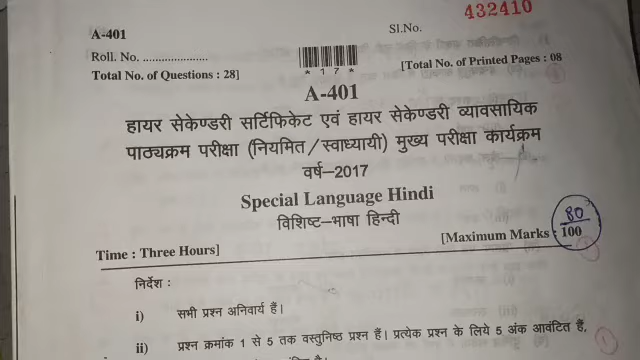 432410
A-401
Sl.No.
Roll. No. .....................
Total No. of Questions : 28]
* 1 7 *
[Total No. of Printed Pages : 08
A-401
हायर सेकेण्डरी सर्टिफिकेट एवं हायर सेकेण्डरी व्यावसायिक
पाठ्यक्रम परीक्षा (नियमित/स्वाध्यायी) मुख्य परीक्षा कार्यक्रम
वर्ष–2017
Special Language Hindi
विशिष्ट–भाषा हिन्दी
80
Time : Three Hours]
[Maximum Marks : 100
निर्देश :
i) सभी प्रश्न अनिवार्य हैं।
ii) प्रश्न क्रमांक 1 से 5 तक वस्तुनिष्ठ प्रश्न हैं। प्रत्येक प्रश्न के लिये 5 अंक आवंटित हैं,